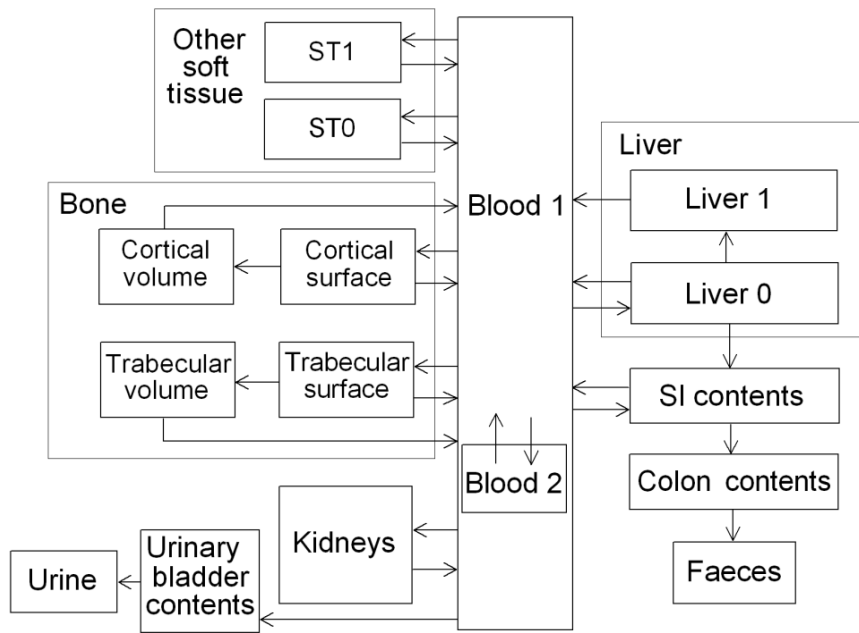 Other
soft
tissue
ST1
ST0
Bone
Cortical
volume
Cortical
surface
Trabecular
volume
Trabecular
surface
Blood 1
Blood 2
Liver
Liver 1
Liver 0
SI contents
Colon contents
Faeces
Kidneys
Urinary
bladder
contents
Urine